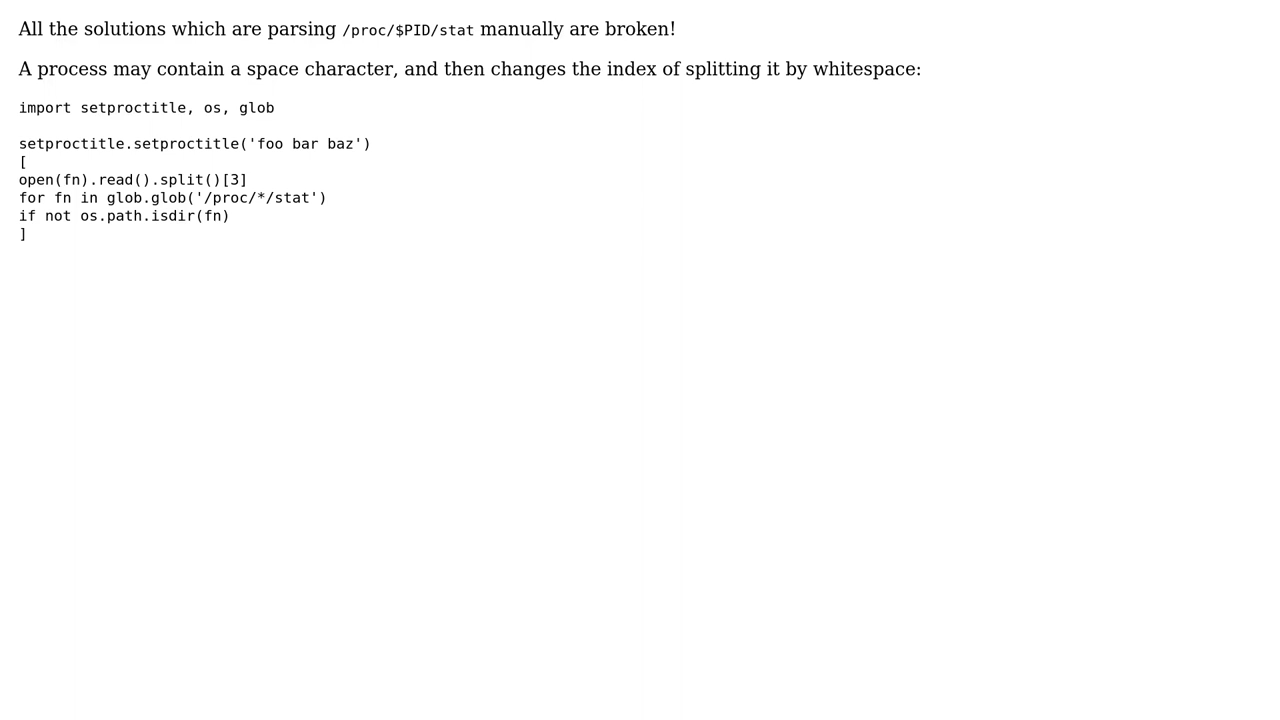 All the solutions which are parsing /proc/$PID/stat manually are broken!
A process may contain a space character, and then changes the index of splitting it by whitespace:
import setproctitle, os, glob
setproctitle.setproctitle('foo bar baz')
[
open(fn).read().split()[3]
for fn in glob.glob('/proc/*/stat')
if not os.path.isdir(fn)
]